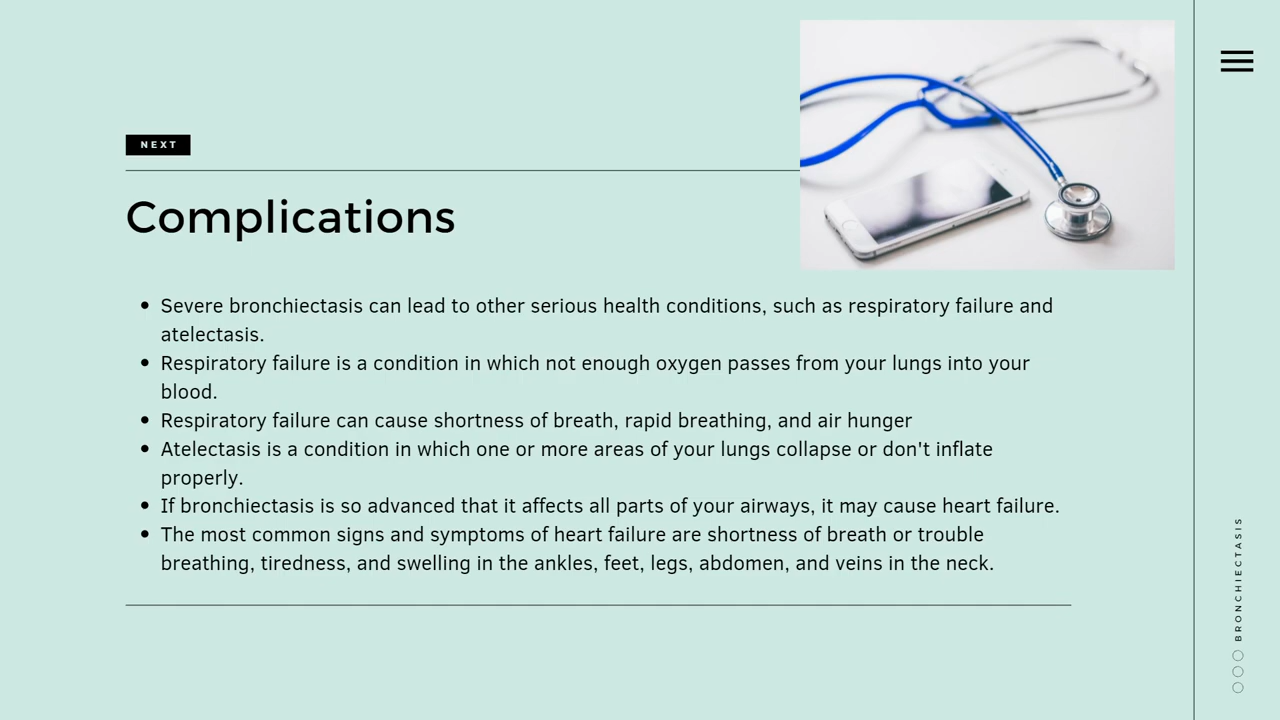 NEXT
Complications
• Severe bronchiectasis can lead to other serious health conditions, such as respiratory failure and
atelectasis.
• Respiratory failure is a condition in which not enough oxygen passes from your lungs into your
blood.
• Respiratory failure can cause shortness of breath, rapid breathing, and air hunger
• Atelectasis is a condition in which one or more areas of your lungs collapse or don't inflate
properly.
• If bronchiectasis is so advanced that it affects all parts of your airways, it may cause heart failure.
• The most common signs and symptoms of heart failure are shortness of breath or trouble
breathing, tiredness, and swelling in the ankles, feet, legs, abdomen, and veins in the neck.
BRONCHIECTASIS